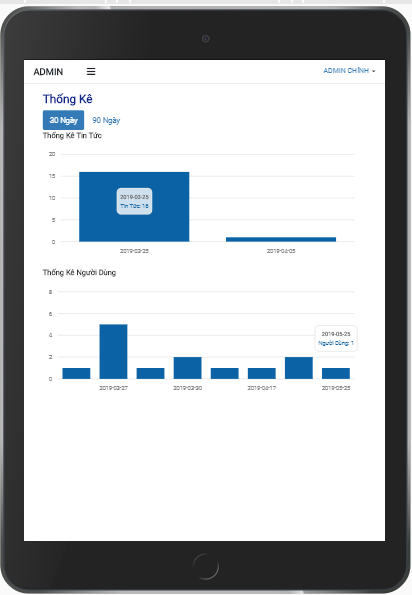 ADMIN ADMIN CHÍNH
Thống Kê
30 Ngày 90 Ngày
Thống Kê Tin Tức
20
15
10
5
0
2019-03-25
Tin Tức: 16
2019-03-25 2019-04-05
Thống Kê Người Dùng
8
6
4
2
0
2019-05-25
Người Dùng: 1
2019-03-27 2019-03-30 2019-04-17 2019-05-25